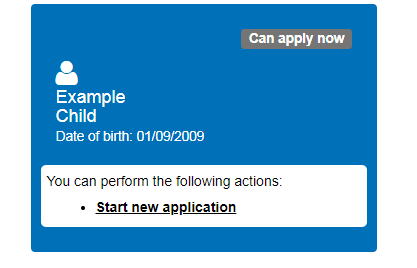 Can apply now
Example
Child
Date of birth: 01/09/2009
You can perform the following actions:
Start new application